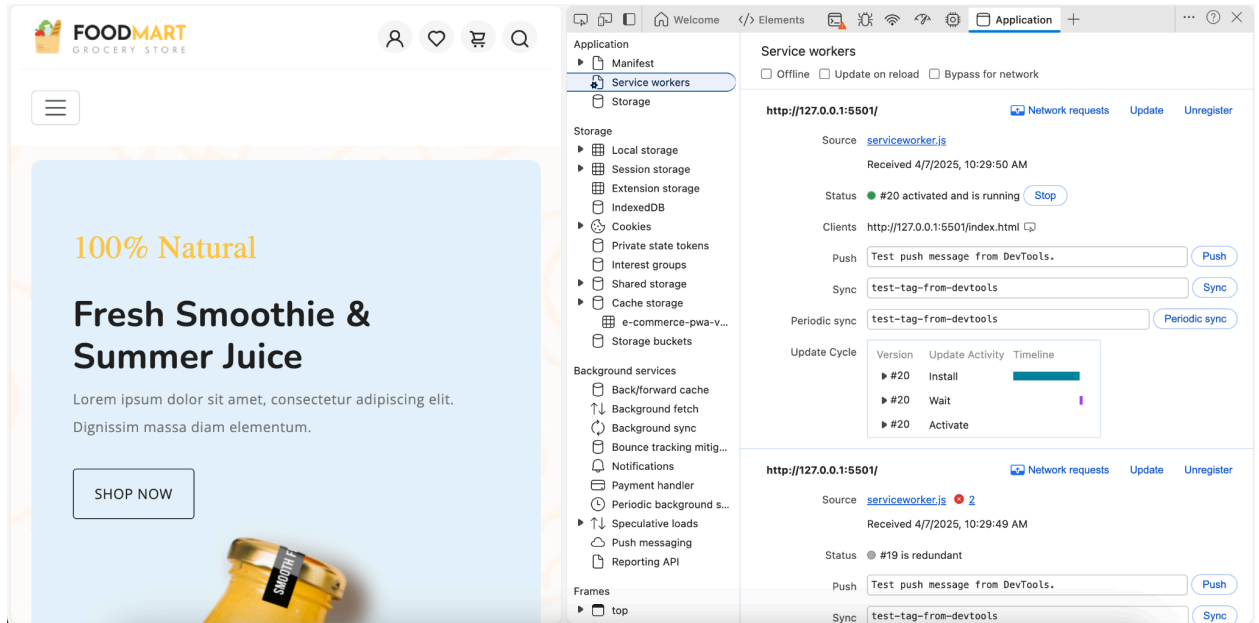 FOODMART
GROCERY STORE
100% Natural
Fresh Smoothie &
Summer Juice
Lorem ipsum dolor sit amet, consectetur adipiscing elit.
Dignissim massa diam elementum.
SHOP NOW
SMOOTH F
Welcome
Elements
Application
Application
Manifest
Service workers
Storage
Storage
Local storage
Session storage
Extension storage
IndexedDB
Cookies
Private state tokens
Interest groups
Shared storage
Cache storage
e-commerce-pwa-v...
Storage buckets
Background services
Back/forward cache
Background fetch
Background sync
Bounce tracking mitig...
Notifications
Payment handler
Periodic background s...
Speculative loads
Push messaging
Reporting API
Frames
top
Service workers
Offline Update on reload Bypass for network
http://127.0.0.1:5501/ Network requests Update Unregister
Source serviceworker.js
Received 4/7/2025, 10:29:50 AM
Status #20 activated and is running Stop
Clients http://127.0.0.1:5501/index.html
Push Test push message from DevTools. Push
Sync test-tag-from-devtools Sync
Periodic sync test-tag-from-devtools Periodic sync
Update Cycle Version Update Activity Timeline
#20 Install
#20 Wait
#20 Activate
http://127.0.0.1:5501/ Network requests Update Unregister
Source serviceworker.js 2
Received 4/7/2025, 10:29:49 AM
Status #19 is redundant
Push Test push message from DevTools. Push
Sync test-tag-from-devtools Sync